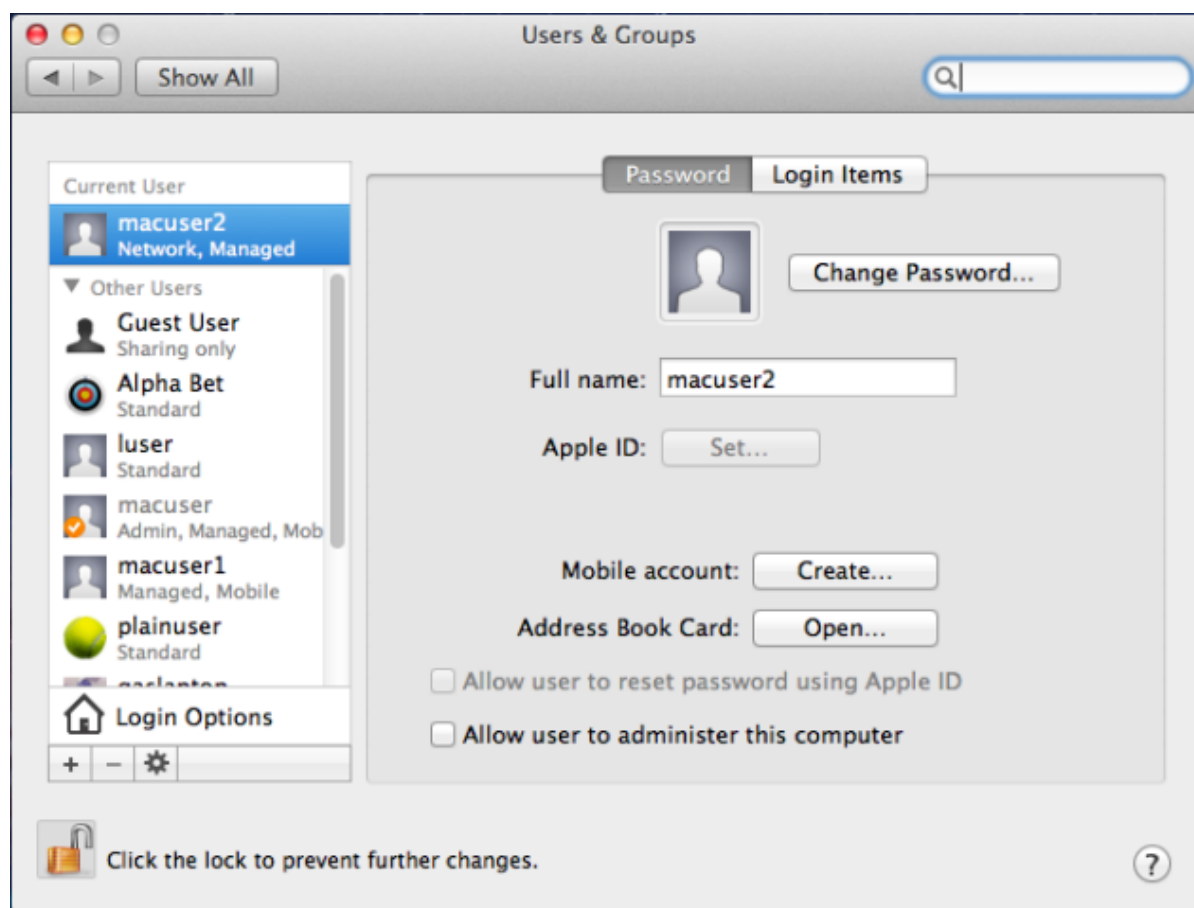 Users & Groups
Show All
Current User
macuser2
Network, Managed
Other Users
Guest User
Sharing only
Alpha Bet
Standard
luser
Standard
macuser
Admin, Managed, Mob
macuser1
Managed, Mobile
plainuser
Standard
Login Options
Password
Login Items
Change Password...
Full name: macuser2
Apple ID: Set...
Mobile account: Create...
Address Book Card: Open...
Allow user to reset password using Apple ID
Allow user to administer this computer
Click the lock to prevent further changes.
?